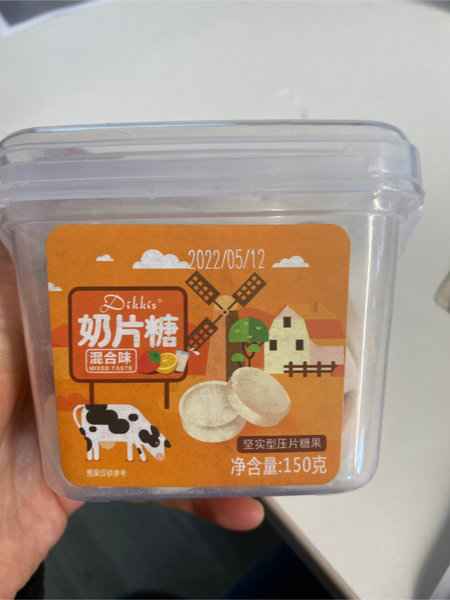 2022/05/12
Dikkis®
奶片糖
混合味
MIXED TASTE
坚实型压片糖果
净含量:150克
图案仅供参考